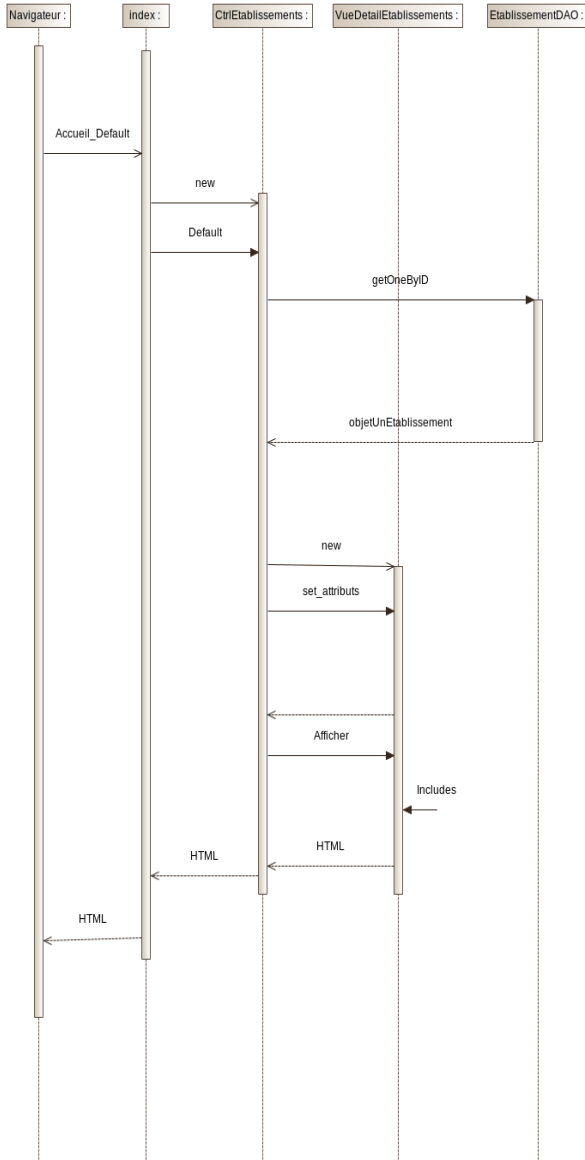 Navigateur :
index :
CtrlEtablissements :
VueDetailEtablissements :
EtablissementDAO :
Accueil_Default
new
Default
getOneByID
objetUnEtablissement
new
set_attributs
Afficher
Includes
HTML
HTML
HTML